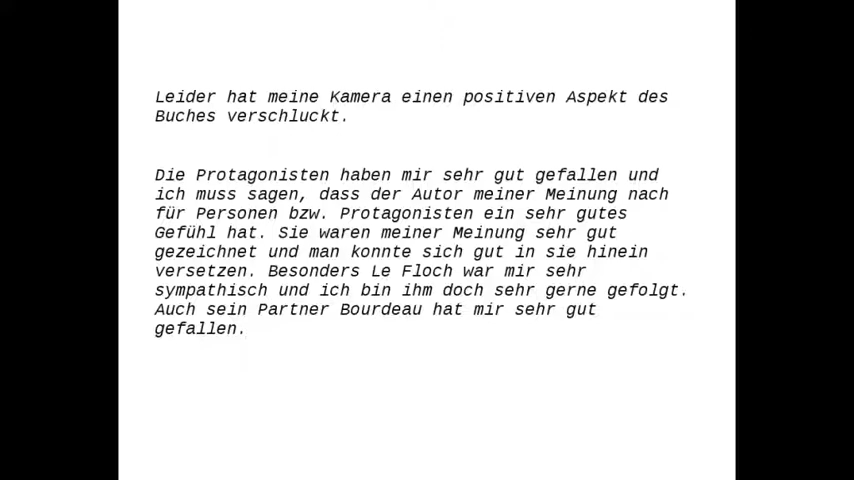 Leider hat meine Kamera einen positiven Aspekt des
Buches verschluckt.
Die Protagonisten haben mir sehr gut gefallen und
ich muss sagen, dass der Autor meiner Meinung nach
für Personen bzw. Protagonisten ein sehr gutes
Gefühl hat. Sie waren meiner Meinung sehr gut
gezeichnet und man konnte sich gut in sie hinein
versetzen. Besonders Le Floch war mir sehr
sympathisch und ich bin ihm doch sehr gerne gefolgt.
Auch sein Partner Bourdeau hat mir sehr gut
gefallen.